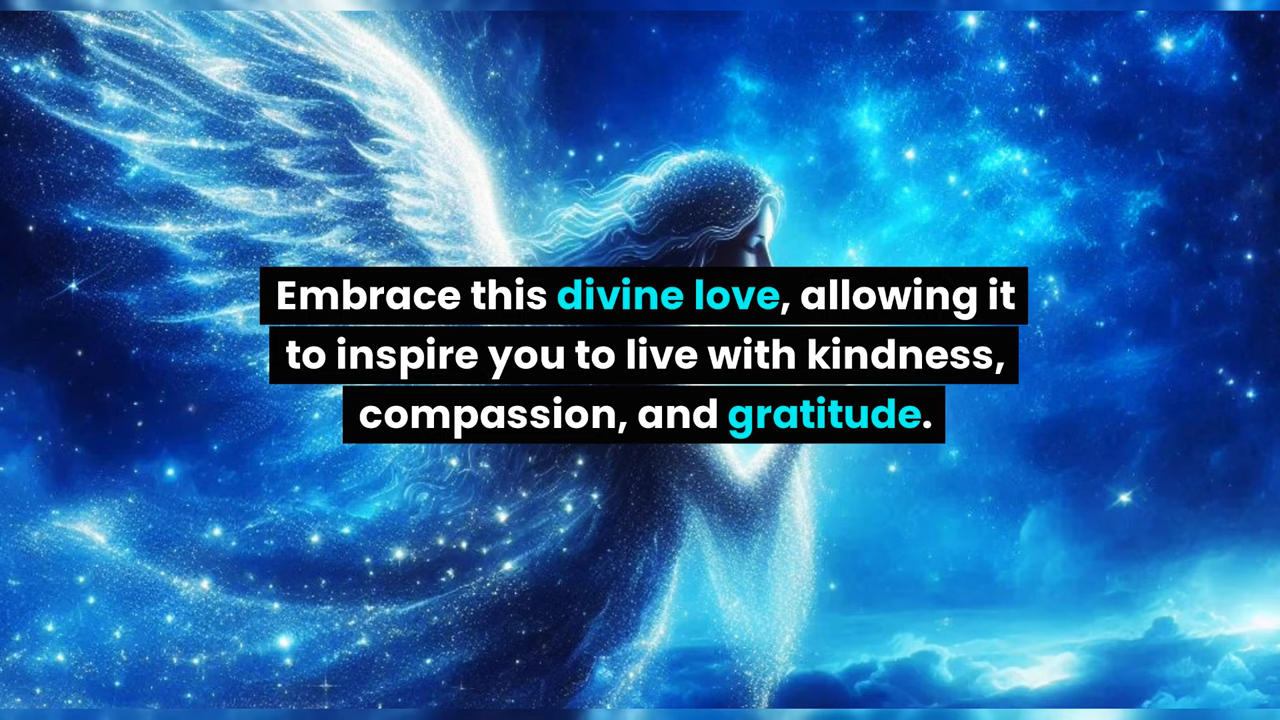 Embrace this divine love, allowing it
to inspire you to live with kindness,
compassion, and gratitude.